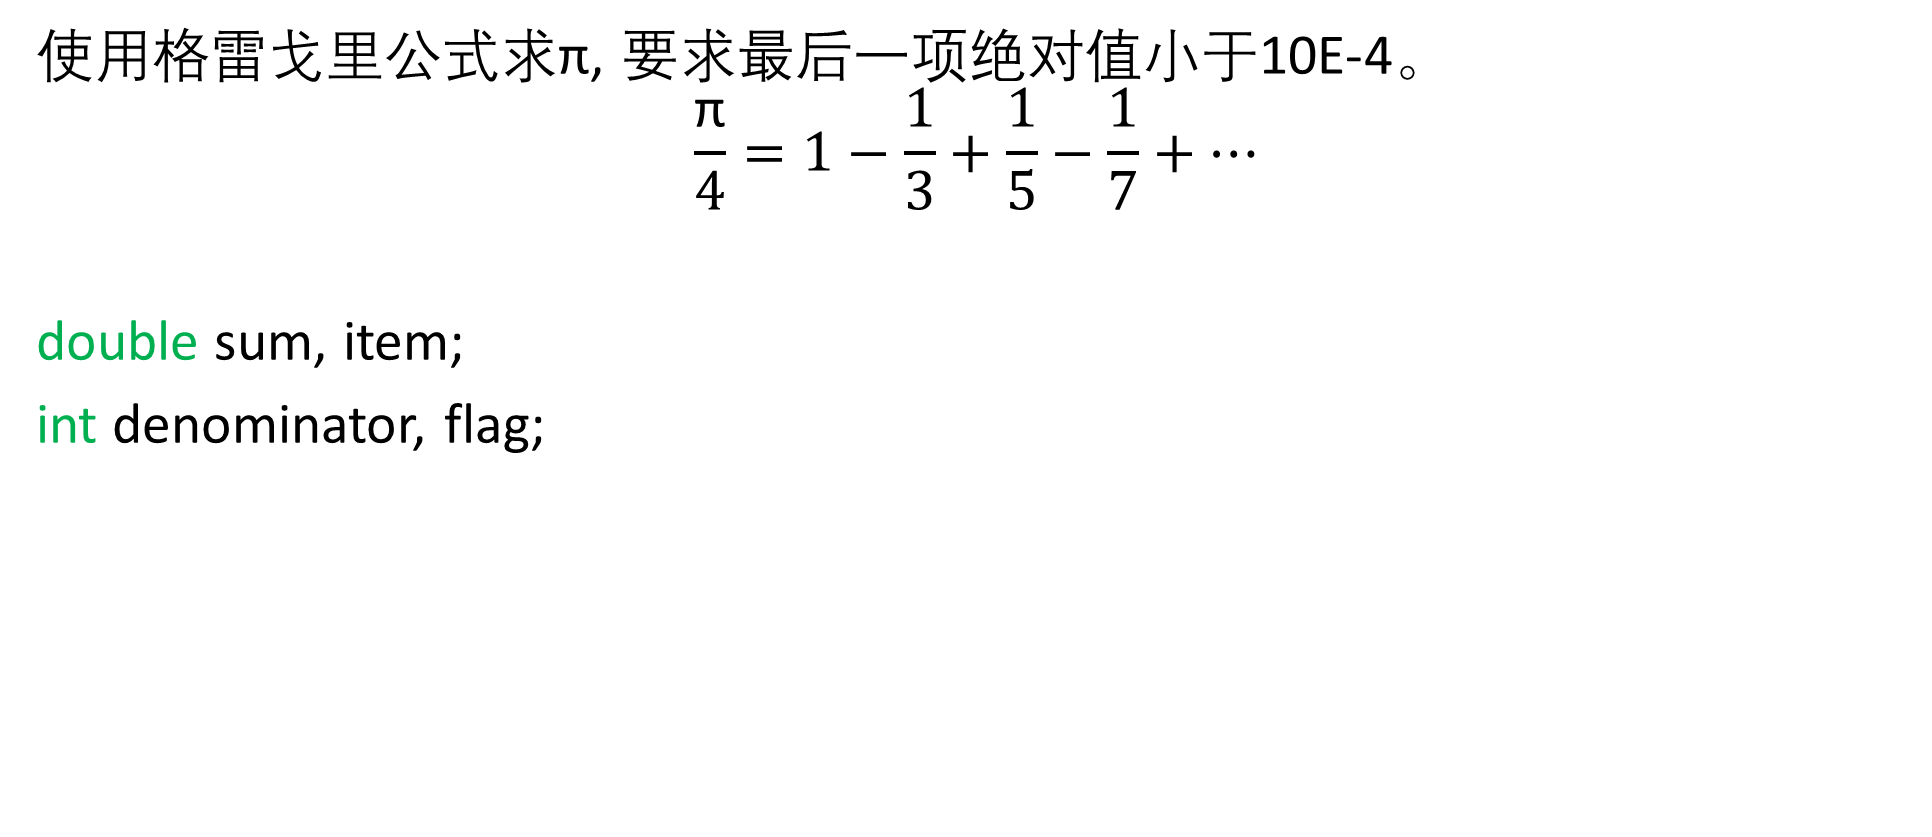 使用格雷戈里公式求π, 要求最后一项绝对值小于10E-4。
π/4 = 1 − 1/3 + 1/5 − 1/7 + ⋯
double sum, item;
int denominator, flag;